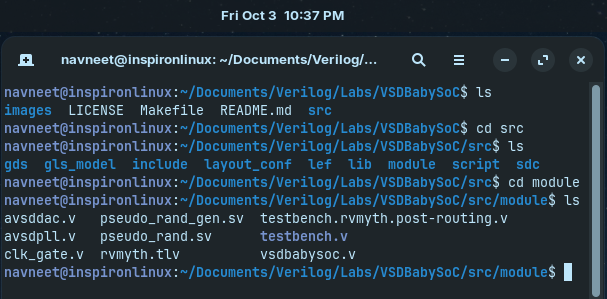 Fri Oct 3 10:37 PM
navneet@inspironlinux: ~/Documents/Verilog/...
navneet@inspironlinux:~/Documents/Verilog/Labs/VSDBabySoC$ ls
images LICENSE Makefile README.md src
navneet@inspironlinux:~/Documents/Verilog/Labs/VSDBabySoC$ cd src
navneet@inspironlinux:~/Documents/Verilog/Labs/VSDBabySoC/src$ ls
gds gls_model include layout_conf lef lib module script sdc
navneet@inspironlinux:~/Documents/Verilog/Labs/VSDBabySoC/src$ cd module
navneet@inspironlinux:~/Documents/Verilog/Labs/VSDBabySoC/src/module$ ls
avsddac.v pseudo_rand_gen.sv testbench.rvmyth.post-routing.v
avsdpll.v pseudo_rand.sv testbench.v
clk_gate.v rvmyth.tlv vsdbabysoc.v
navneet@inspironlinux:~/Documents/Verilog/Labs/VSDBabySoC/src/module$